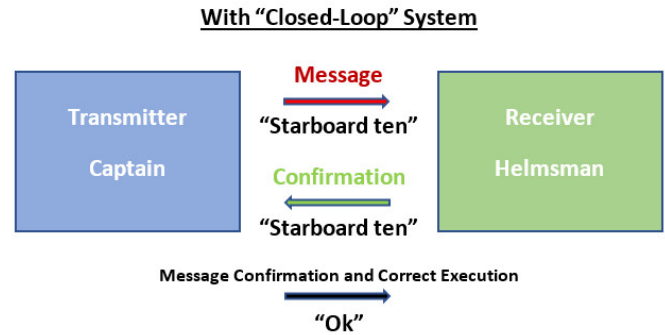 With “Closed-Loop” System
Transmitter
Captain
Message
“Starboard ten”
Confirmation
“Starboard ten”
Receiver
Helmsman
Message Confirmation and Correct Execution
“Ok”